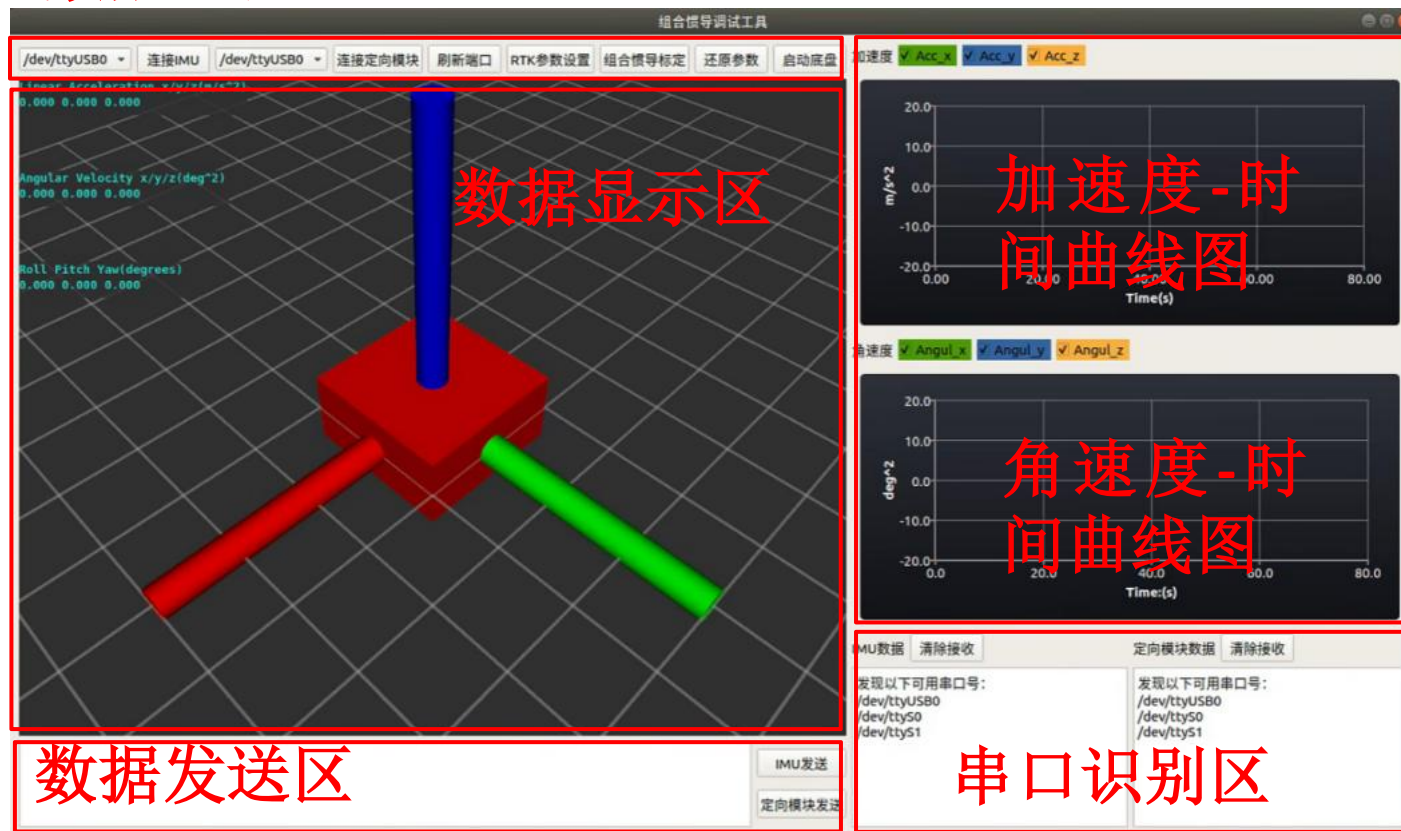 组合惯导调试工具
/dev/ttyUSB0 连接IMU /dev/ttyUSB0 连接定向模块 刷新端口 RTK参数设置 组合惯导标定 还原参数 启动底盘
Linear Acceleration x/y/z(m/s^2)
0.000 0.000 0.000
Angular Velocity x/y/z(deg^2)
0.000 0.000 0.000
Roll Pitch Yaw(degrees)
0.000 0.000 0.000
数据显示区
加速度 Acc_x Acc_y Acc_z
20.0
10.0
0.0
-10.0
-20.0
m/s^2
0.00 20.00 40.00 60.00 80.00
Time(s)
加速度-时
间曲线图
角速度 Angul_x Angul_y Angul_z
20.0
10.0
0.0
-10.0
-20.0
deg^2
0.0 20.0 40.0 60.0 80.0
Time:(s)
角速度-时
间曲线图
数据发送区
IMU发送
定向模块发送
IMU数据 清除接收
发现以下可用串口号:
/dev/ttyUSB0
/dev/ttyS0
/dev/ttyS1
定向模块数据 清除接收
发现以下可用串口号:
/dev/ttyUSB0
/dev/ttyS0
/dev/ttyS1
串口识别区